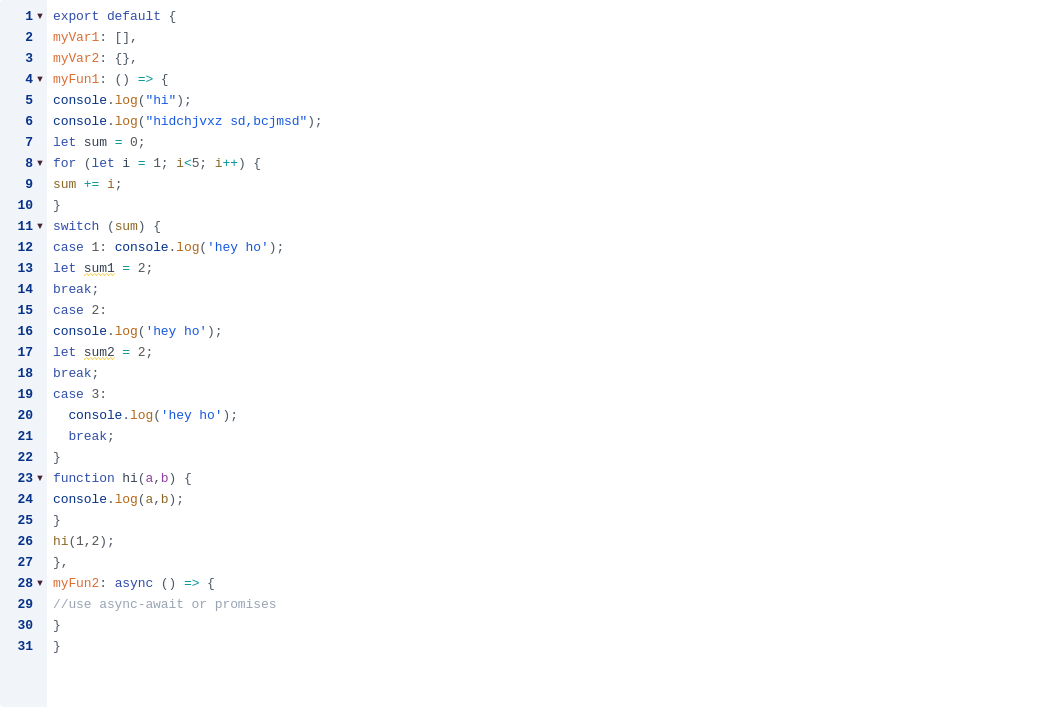 1 export default {
2 myVar1: [],
3 myVar2: {},
4 myFun1: () => {
5 console.log("hi");
6 console.log("hidchjvxz sd,bcjmsd");
7 let sum = 0;
8 for (let i = 1; i<5; i++) {
9 sum += i;
10 }
11 switch (sum) {
12 case 1: console.log('hey ho');
13 let sum1 = 2;
14 break;
15 case 2:
16 console.log('hey ho');
17 let sum2 = 2;
18 break;
19 case 3:
20   console.log('hey ho');
21   break;
22 }
23 function hi(a,b) {
24 console.log(a,b);
25 }
26 hi(1,2);
27 },
28 myFun2: async () => {
29 //use async-await or promises
30 }
31 }